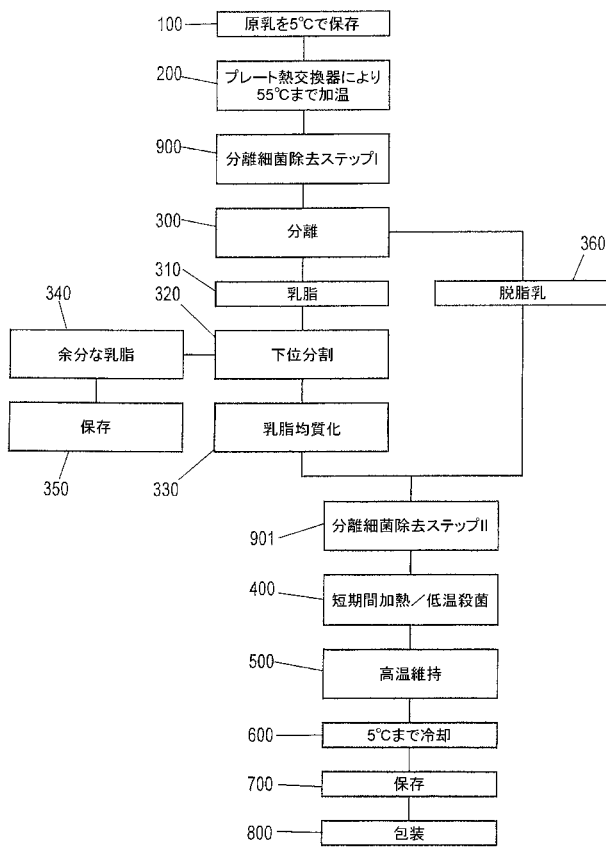 100
原乳を5℃で保存
200
プレート熱交換器により
55℃まで加温
900
分離細菌除去ステップI
300
分離
310
乳脂
360
脱脂乳
320
下位分割
340
余分な乳脂
350
保存
330
乳脂均質化
901
分離細菌除去ステップII
400
短期間加熱／低温殺菌
500
高温維持
600
5℃まで冷却
700
保存
800
包装